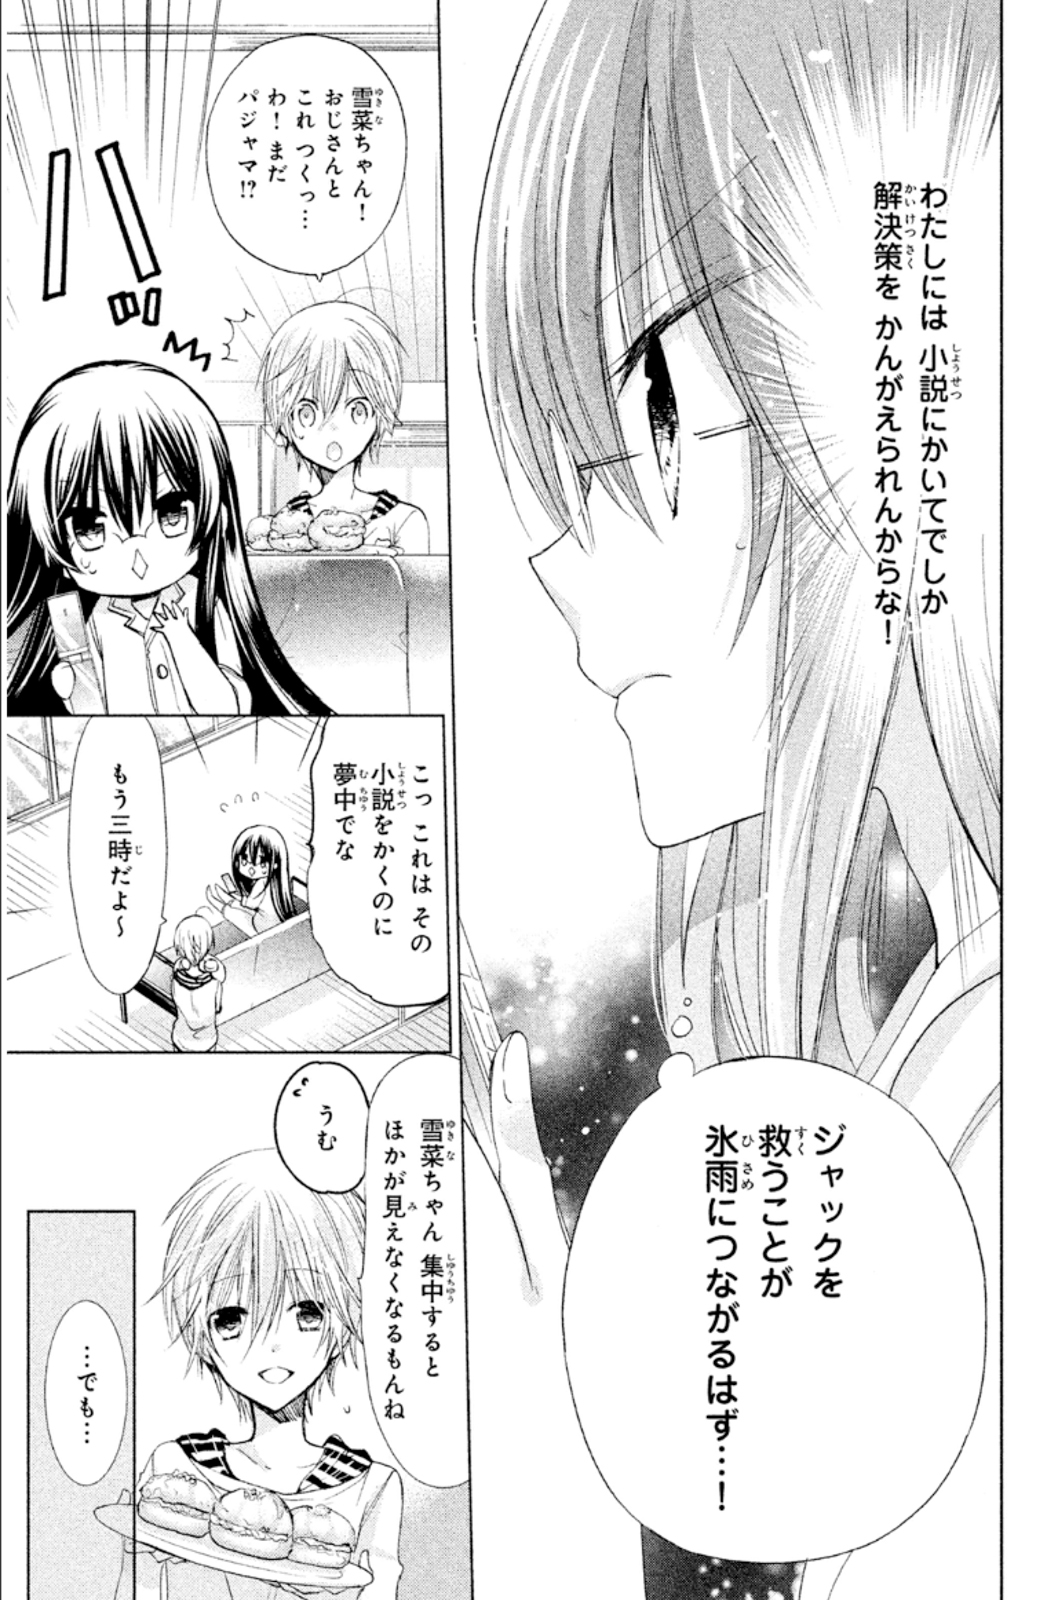 わたしには 小説にかいてでしか
解決策を かんがえられんからな！
ジャックを
救うことが
氷雨につながるはず…！
雪菜ちゃん！
おじさんと
これ つくっ…
わ！まだ
パジャマ!?
こっ これは その
小説をかくのに
夢中でな
もう三時だよ～
雪菜ちゃん 集中すると
ほかが見えなくなるもんね
うむ
…でも…